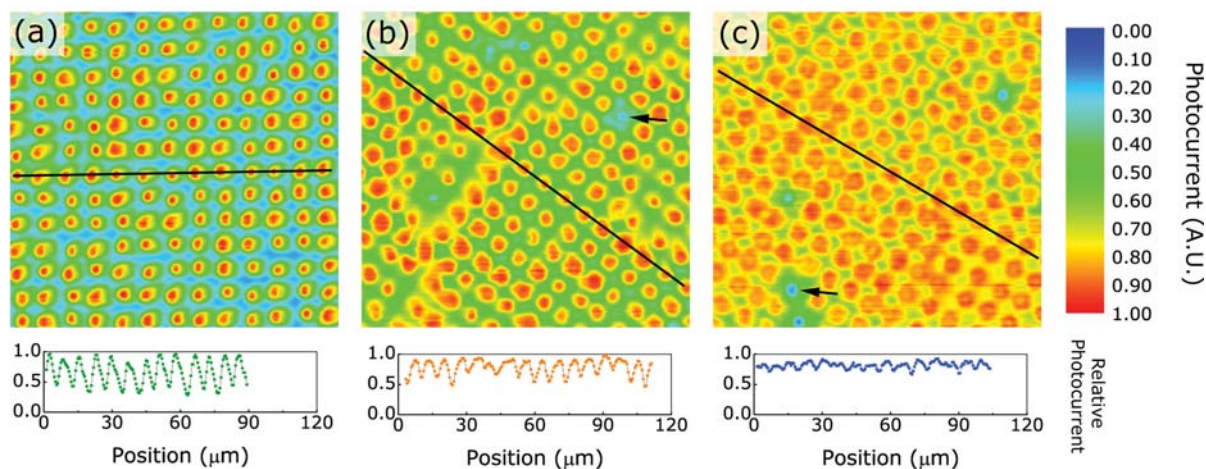 (a)
(b)
(c)
0.00
0.10
0.20
0.30
0.40
0.50
0.60
0.70
0.80
0.90
1.00
Photocurrent (A.U.)
1.0
0.5
0.0
0 30 60 90 120
Position (μm)
1.0
0.5
0.0
0 30 60 90 120
Position (μm)
1.0
0.5
0.0
0 30 60 90 120
Position (μm)
Relative
Photocurrent